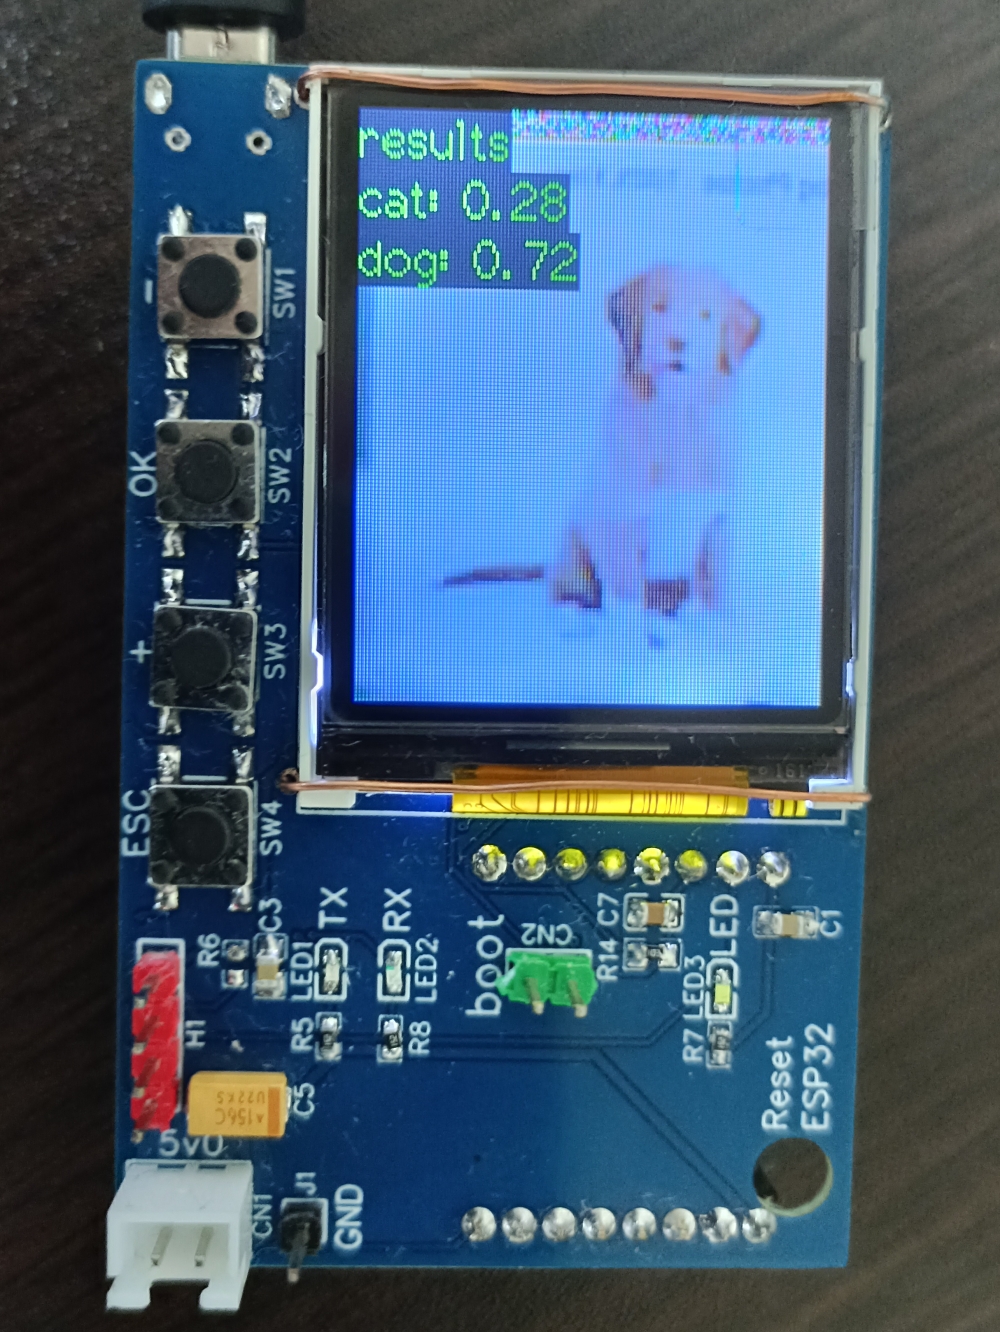 results
cat: 0.28
dog: 0.72
-
SW1
OK
SW2
+
SW3
ESC
SW4
R6
C3
LED1
TX
RX
LED2
R5
R8
boot
CN2
C7
R14
LED
LED3
R7
C1
H1
C5
Reset
ESP32
5v0
CN1
J1
GND
156C